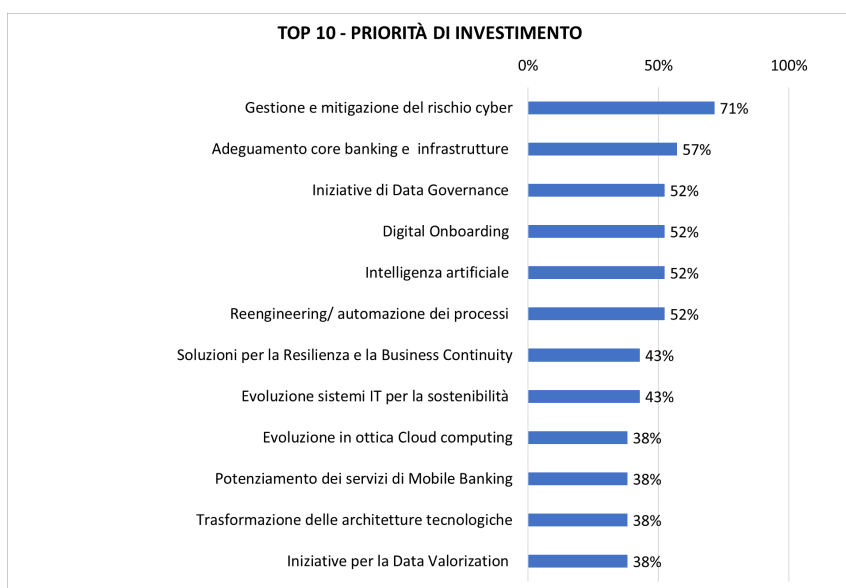 TOP 10 - PRIORITÀ DI INVESTIMENTO
0% 50% 100%
Gestione e mitigazione del rischio cyber 71%
Adeguamento core banking e infrastrutture 57%
Iniziative di Data Governance 52%
Digital Onboarding 52%
Intelligenza artificiale 52%
Reengineering/ automazione dei processi 52%
Soluzioni per la Resilienza e la Business Continuity 43%
Evoluzione sistemi IT per la sostenibilità 43%
Evoluzione in ottica Cloud computing 38%
Potenziamento dei servizi di Mobile Banking 38%
Trasformazione delle architetture tecnologiche 38%
Iniziative per la Data Valorization 38%